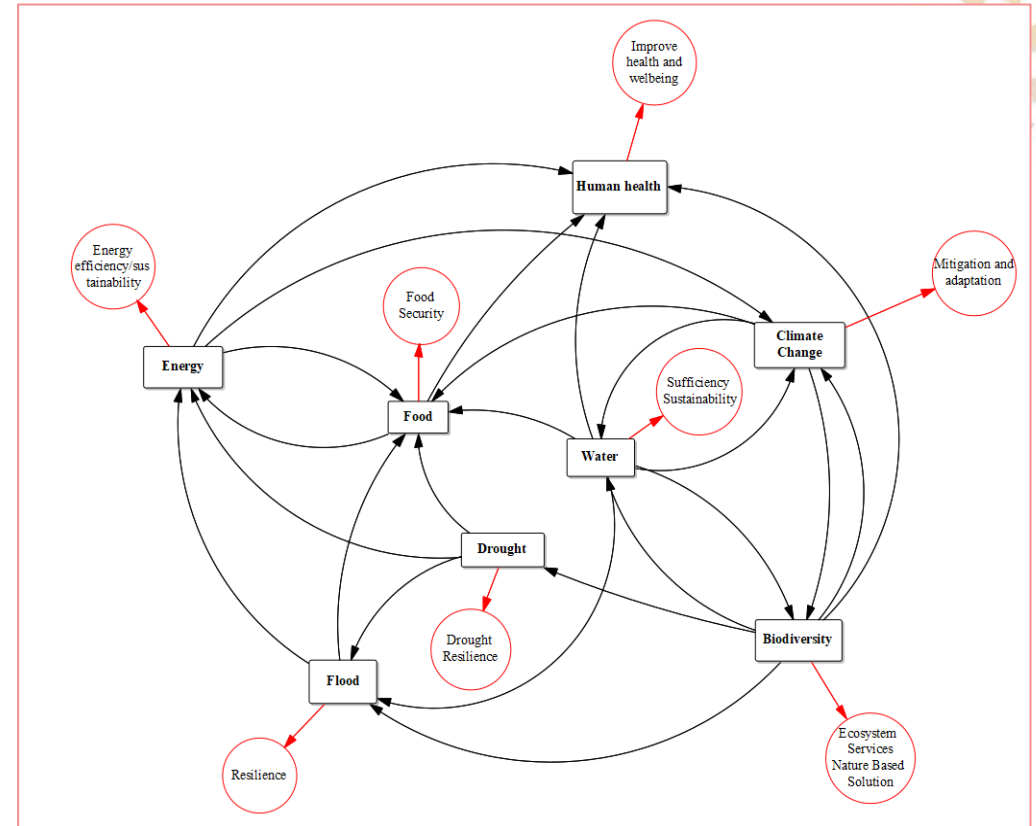 Improve
health and
welbeing
Human health
Energy
efficiency/sus
tainability
Mitigation and
adaptation
Food
Security
Climate
Change
Energy
Sufficiency
Sustainability
Food
Water
Drought
Drought
Resilience
Biodiversity
Flood
Ecosystem
Services
Nature Based
Solution
Resilience